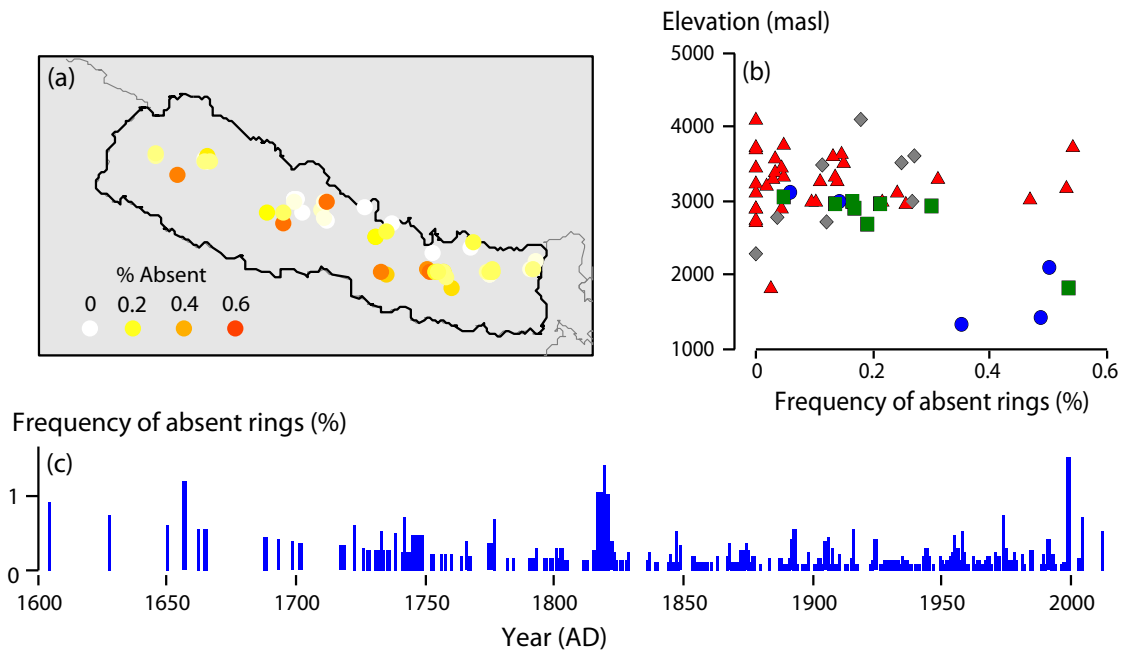 (a)
% Absent
0 0.2 0.4 0.6
Elevation (masl)
5000
(b)
4000
3000
2000
1000
0 0.2 0.4 0.6
Frequency of absent rings (%)
Frequency of absent rings (%)
(c)
1
0
1600 1650 1700 1750 1800 1850 1900 1950 2000
Year (AD)